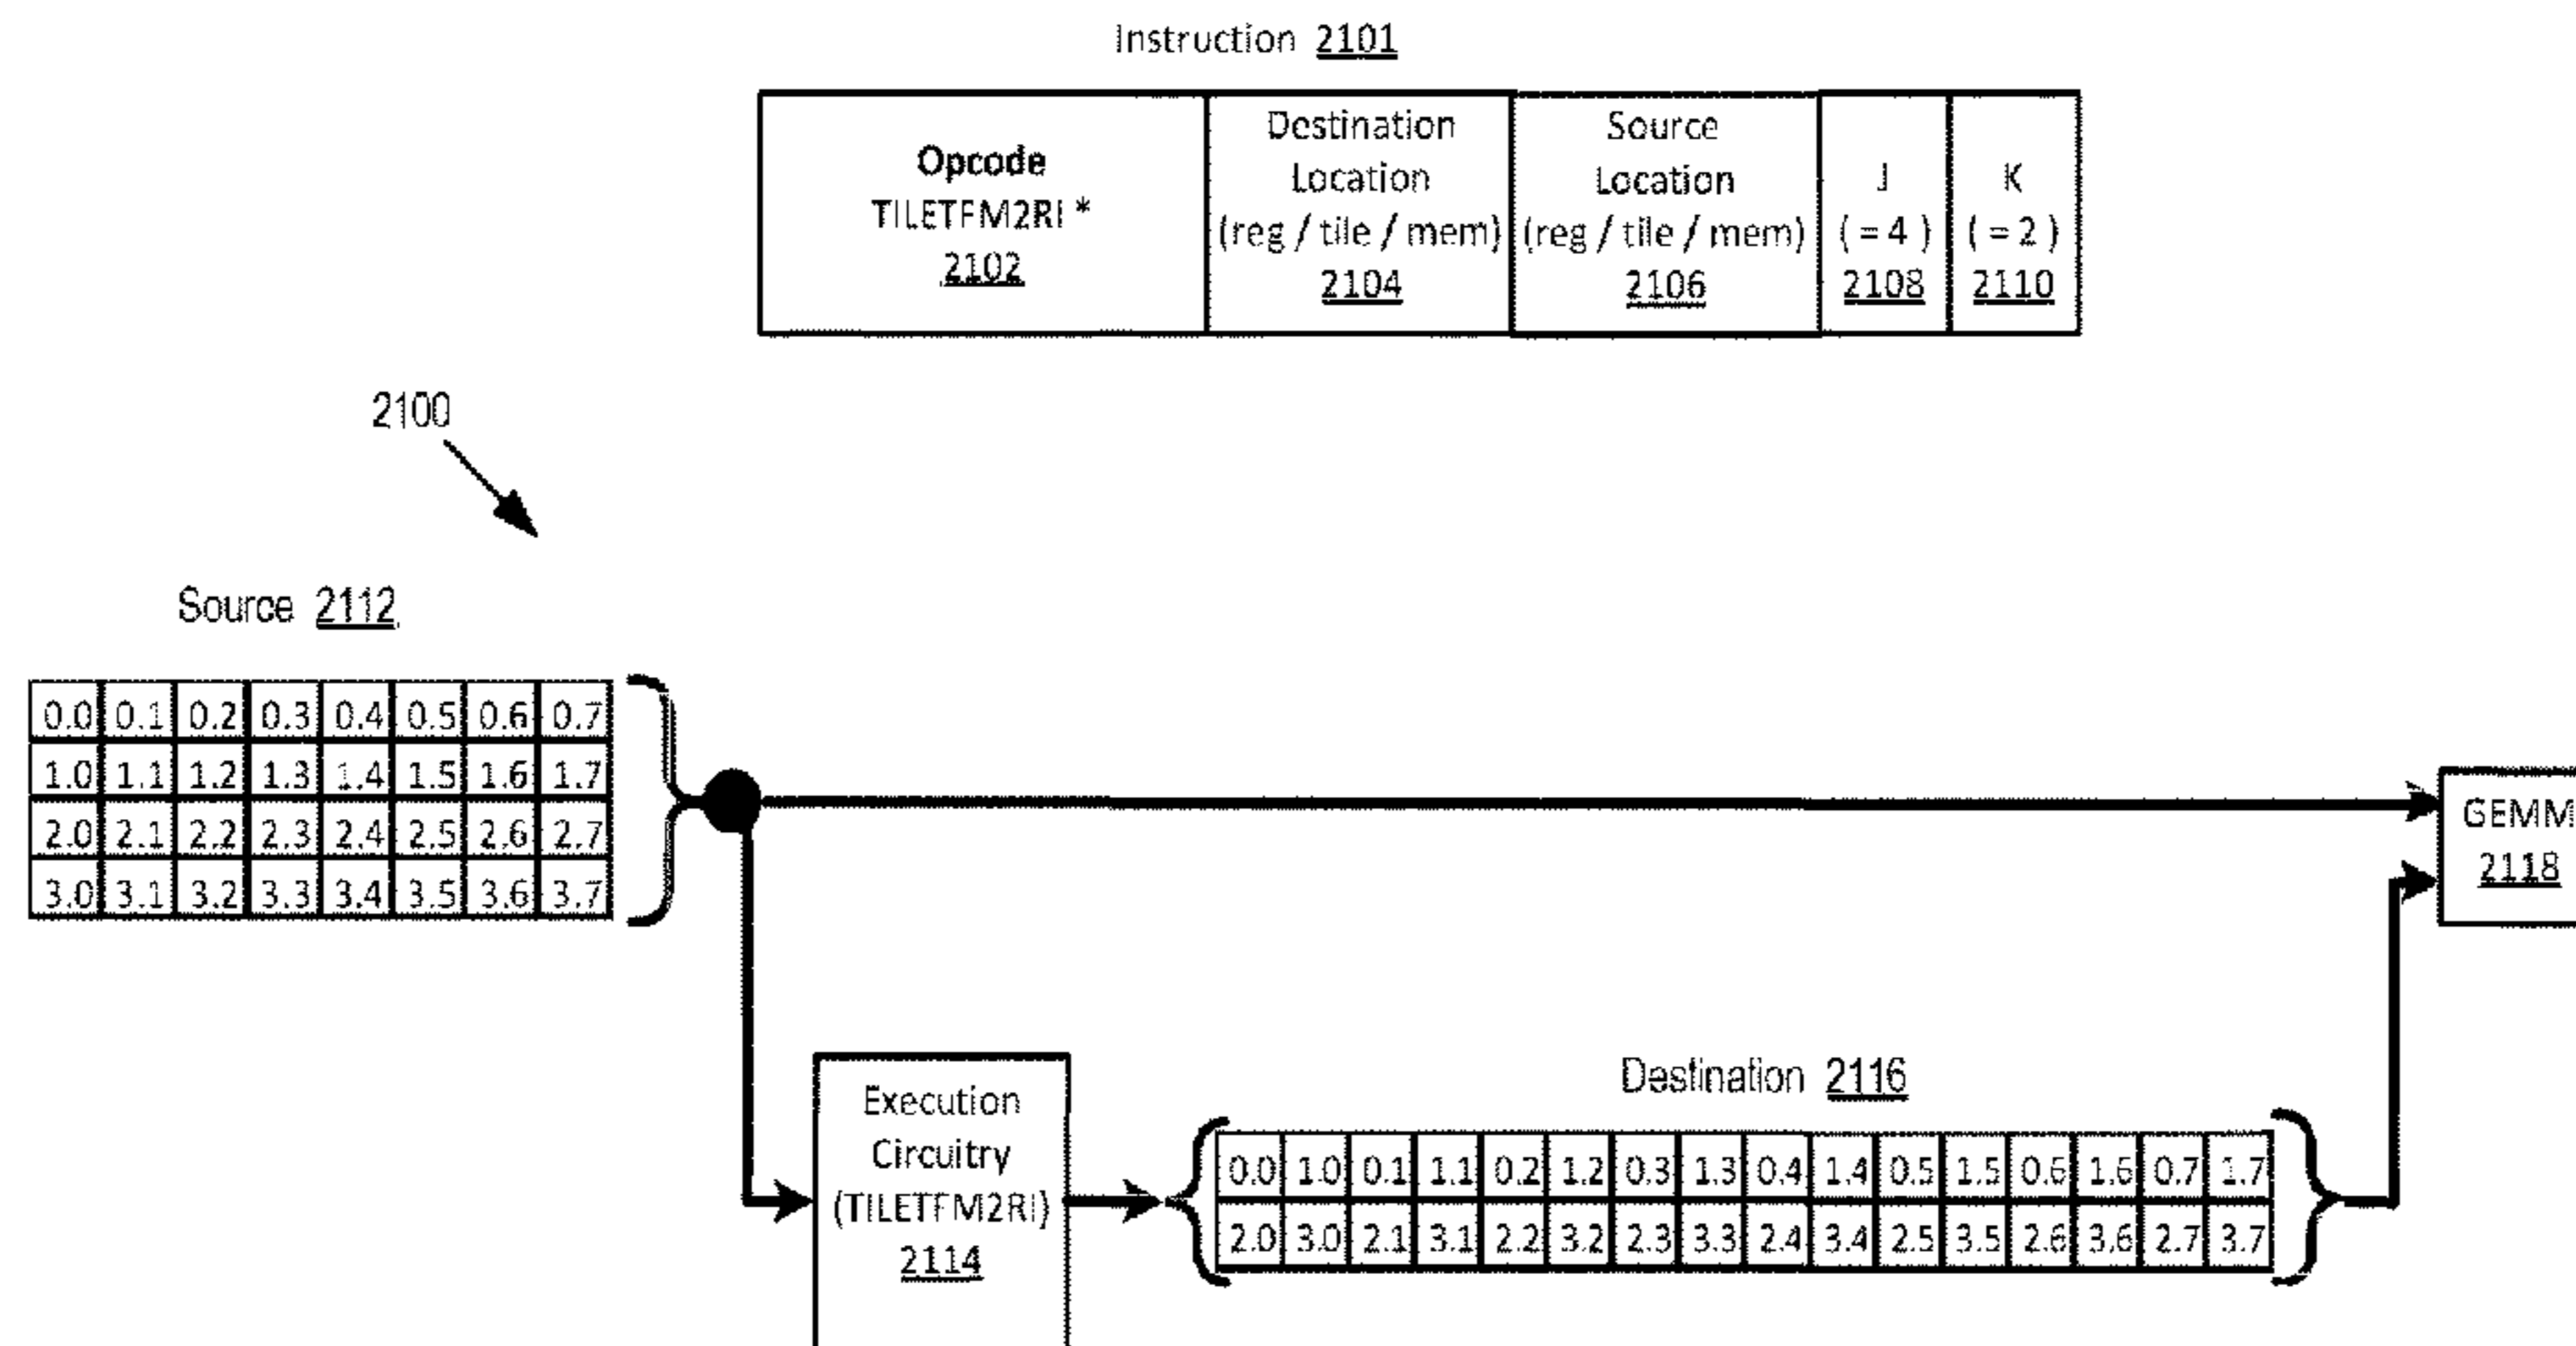 Instruction 2101
Opcode
TILETFM2RI *
2102
Destination
Location
(reg / tile / mem)
2104
Source
Location
(reg / tile / mem)
2106
J
( = 4 )
2108
K
( = 2 )
2110
2100
Source 2112
0.0 0.1 0.2 0.3 0.4 0.5 0.6 0.7
1.0 1.1 1.2 1.3 1.4 1.5 1.6 1.7
2.0 2.1 2.2 2.3 2.4 2.5 2.6 2.7
3.0 3.1 3.2 3.3 3.4 3.5 3.6 3.7
GEMM
2118
Execution
Circuitry
(TILETFM2RI)
2114
Destination 2116
0.0 1.0 0.1 1.1 0.2 1.2 0.3 1.3 0.4 1.4 0.5 1.5 0.6 1.6 0.7 1.7
2.0 3.0 2.1 3.1 2.2 3.2 2.3 3.3 2.4 3.4 2.5 3.5 2.6 3.6 2.7 3.7